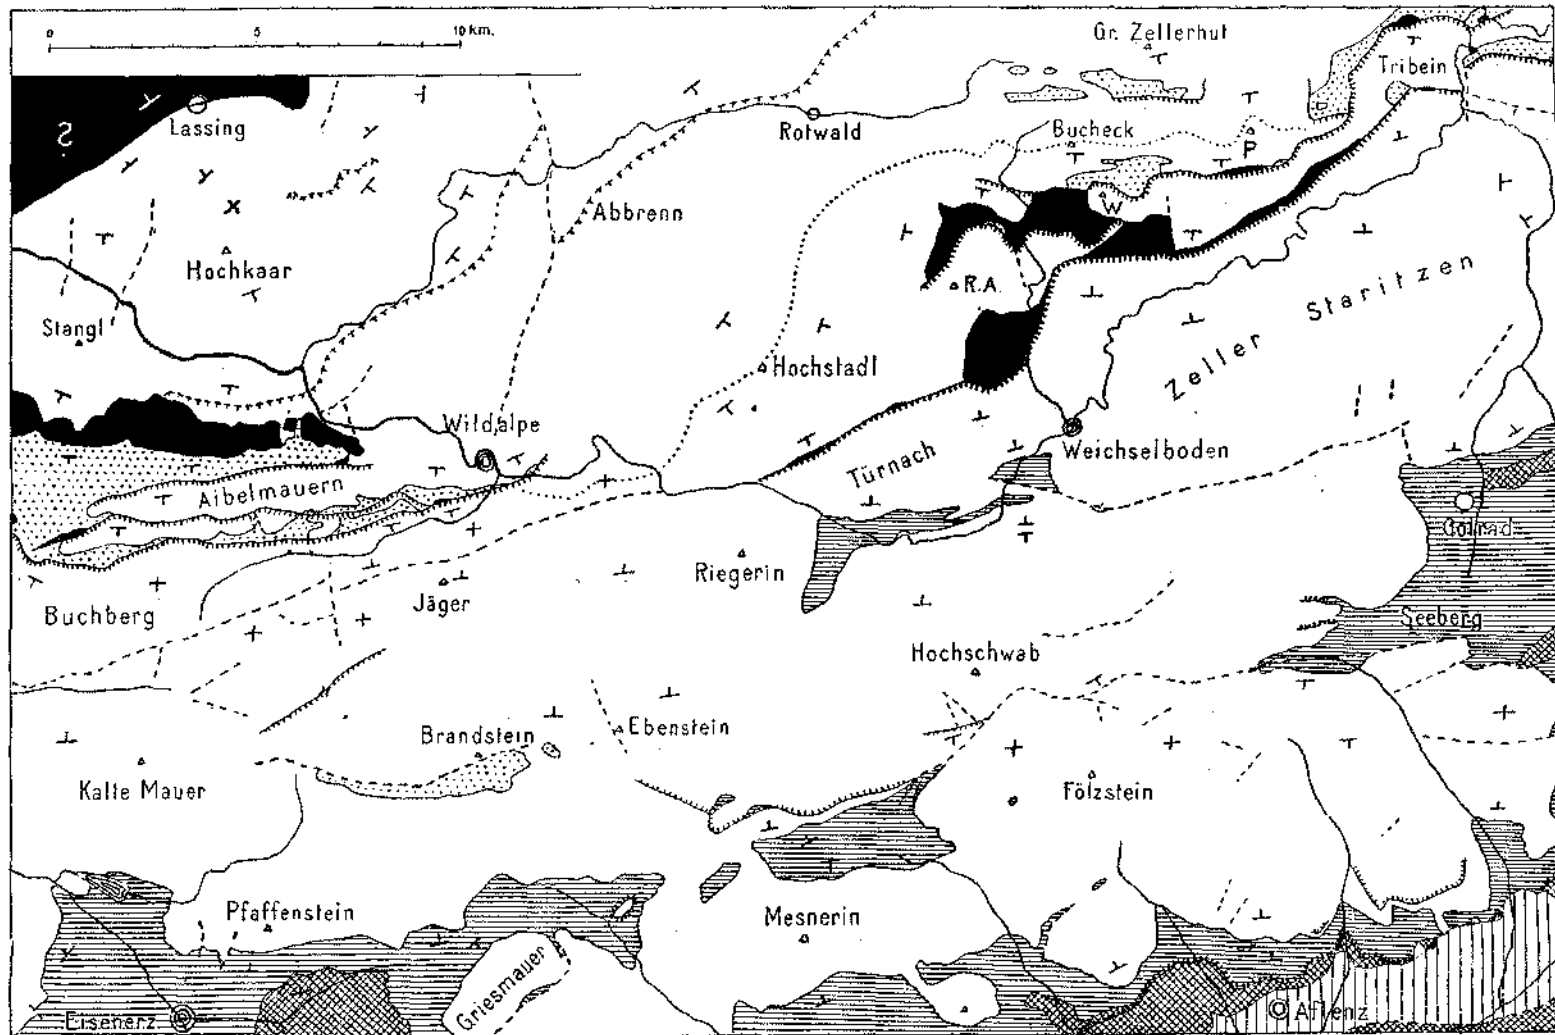 0 5 10 km.
Gr. Zellerhut
Tribein
Lassing
?
Rotwald
Bucheck
P
W
Abbrenn
Hochkaar
R.A.
Stangl
Zeller Staritzen
Hochstadl
Wildalpe
Weichselboden
Türnach
Aibelmauern
Gollrad
Riegerin
Jäger
Buchberg
Seeberg
Hochschwab
Brandstein
Ebenstein
Kalte Mauer
Fölzstein
Pfaffenstein
Mesnerin
Griesmauer
Eisenerz
Aflenz